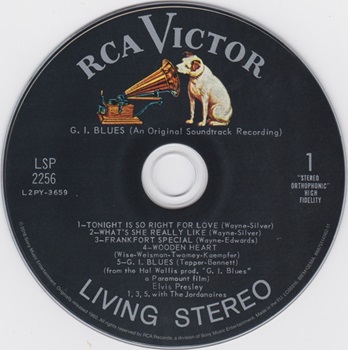 RCA VICTOR
G. I. BLUES (An Original Soundtrack Recording)
LSP
2256
L2PY-3659
1
"STEREO
ORTHOPHONIC"
HIGH
FIDELITY
1-TONIGHT IS SO RIGHT FOR LOVE (Wayne-Silver)
2-WHAT'S SHE REALLY LIKE (Wayne-Silver)
3-FRANKFORT SPECIAL (Wayne-Edwards)
4-WOODEN HEART
(Wise-Weisman-Twomey-Kaempfer)
5-G. I. BLUES (Tepper-Bennett)
(from the Hal Wallis prod. "G. I. Blues"
a Paramount film)
Elvis Presley
1, 3, 5, with The Jordanaires
LIVING STEREO